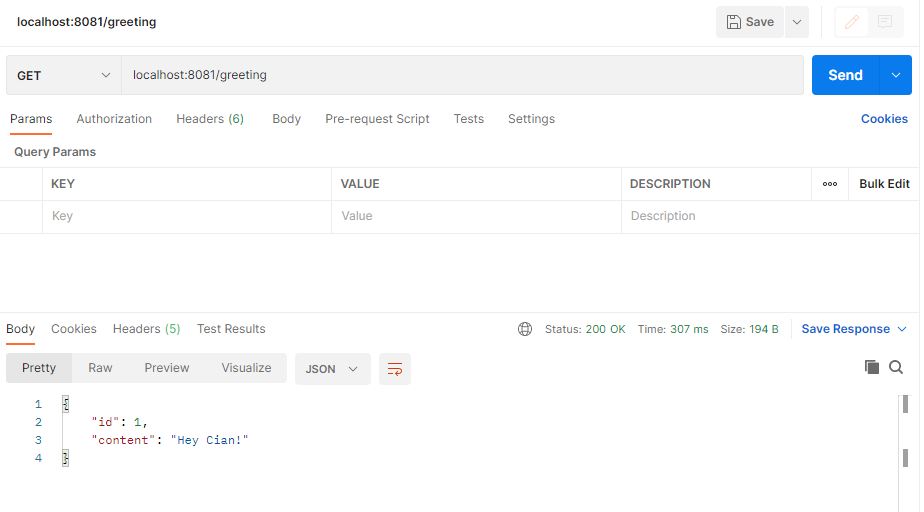 localhost:8081/greeting Save
GET localhost:8081/greeting Send
Params Authorization Headers (6) Body Pre-request Script Tests Settings Cookies
Query Params
KEY VALUE DESCRIPTION ooo Bulk Edit
Key Value Description
Body Cookies Headers (5) Test Results Status: 200 OK Time: 307 ms Size: 194 B Save Response
Pretty Raw Preview Visualize JSON
1 {
2 "id": 1,
3 "content": "Hey Cian!"
4 }